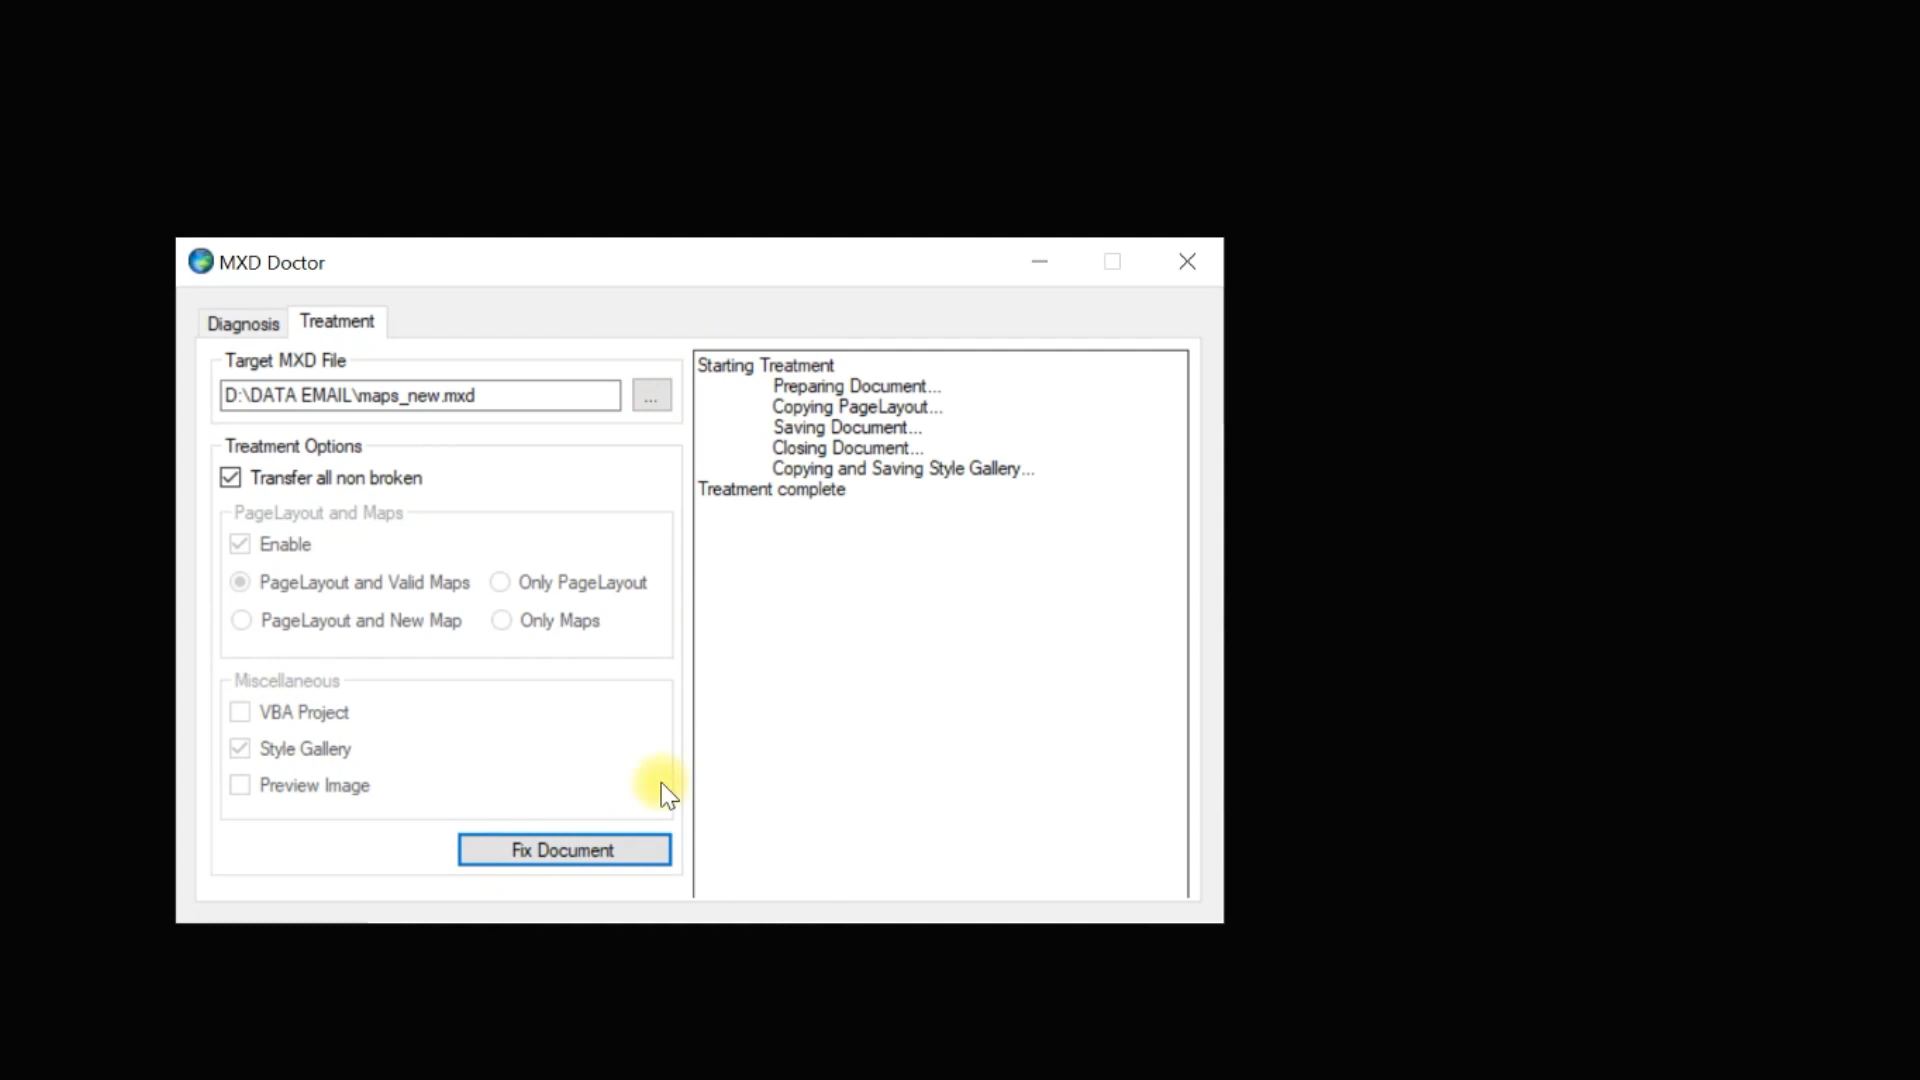 MXD Doctor
Diagnosis
Treatment
Target MXD File
D:\DATA EMAIL\maps_new.mxd
...
Treatment Options
Transfer all non broken
PageLayout and Maps
Enable
PageLayout and Valid Maps
Only PageLayout
PageLayout and New Map
Only Maps
Miscellaneous
VBA Project
Style Gallery
Preview Image
Fix Document
Starting Treatment
Preparing Document...
Copying PageLayout...
Saving Document...
Closing Document...
Copying and Saving Style Gallery...
Treatment complete